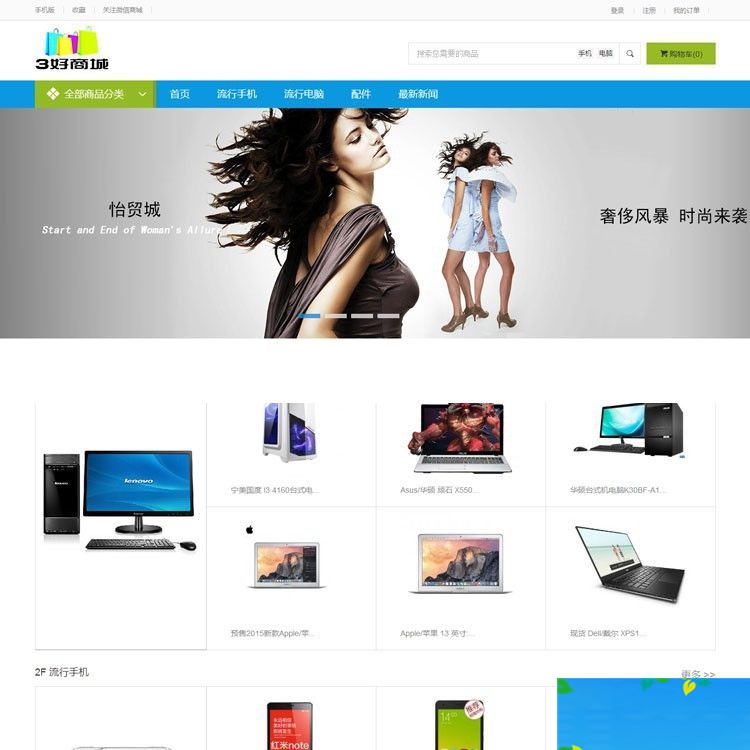 手机版 收藏 关注微信商城 登录 注册 我的订单
3好商城
搜索您需要的商品 手机 电脑 购物车(0)
全部商品分类 首页 流行手机 流行电脑 配件 最新新闻
怡贸城
Start and End of Woman's Allure
奢侈风暴 时尚来袭
lenovo
宁美国度 I3 4160台式电...
Asus/华硕 顽石 X550...
华硕台式机电脑K30BF-A1...
预售2015新款Apple/苹...
Apple/苹果 13 英寸...
现货 Dell/戴尔 XPS1...
2F 流行手机
更多 >>
红米note
推荐